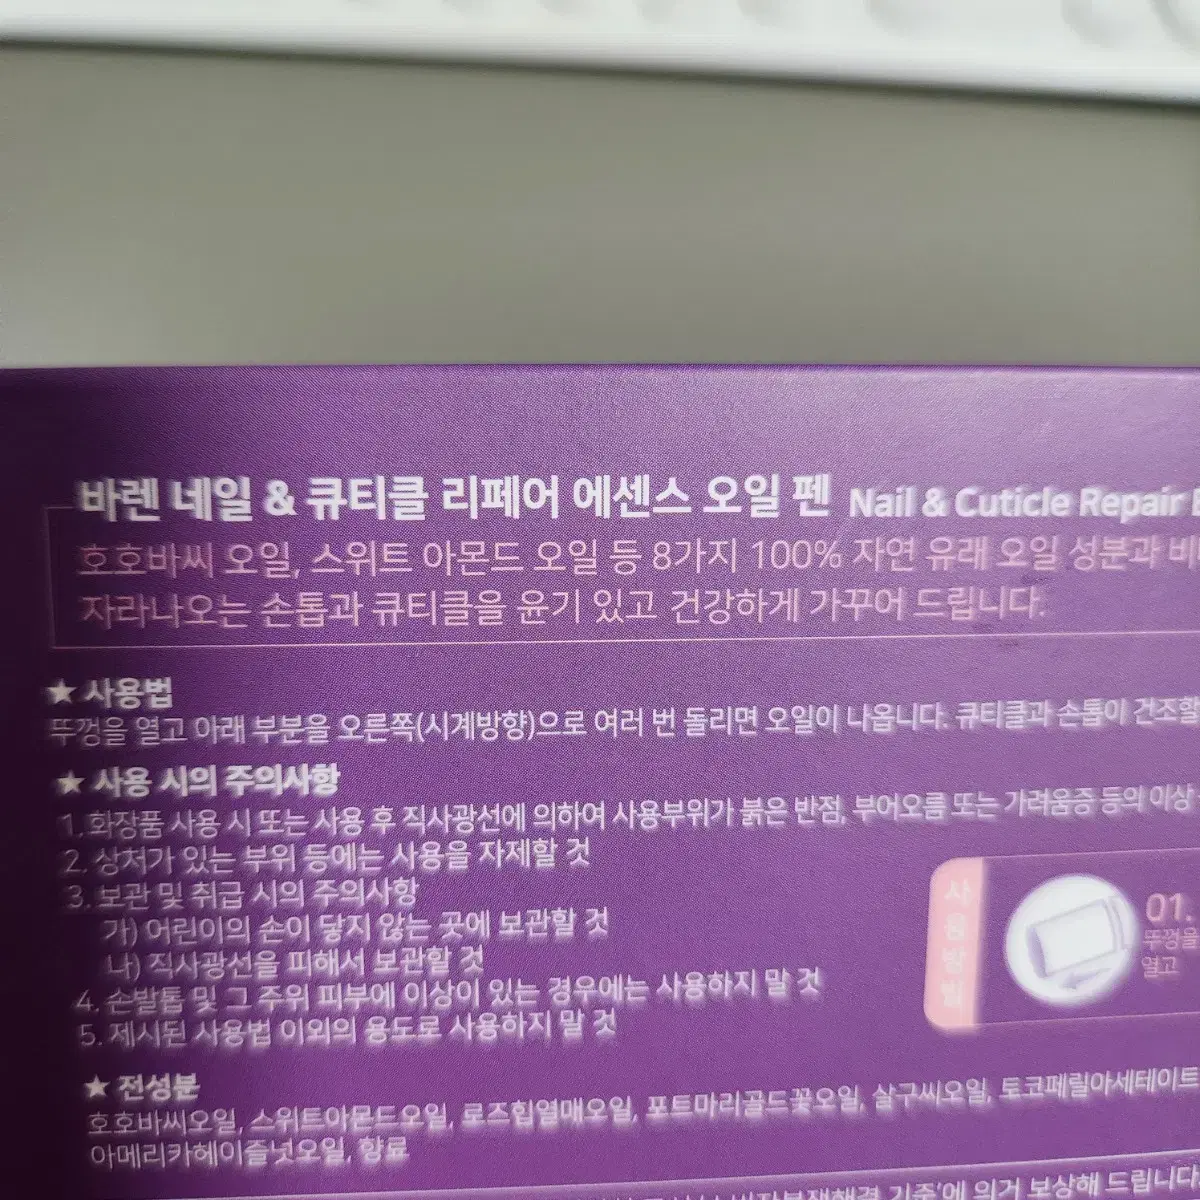 바렌 네일 & 큐티클 리페어 에센스 오일 펜 Nail & Cuticle Repair
호호바씨 오일, 스위트 아몬드 오일 등 8가지 100% 자연 유래 오일 성분과
자라나오는 손톱과 큐티클을 윤기 있고 건강하게 가꾸어 드립니다.
★ 사용법
뚜껑을 열고 아래 부분을 오른쪽(시계방향)으로 여러 번 돌리면 오일이 나옵니다. 큐티클과 손톱이 건조할
★ 사용 시의 주의사항
1. 화장품 사용 시 또는 사용 후 직사광선에 의하여 사용부위가 붉은 반점, 부어오름 또는 가려움증 등의 이상
2. 상처가 있는 부위 등에는 사용을 자제할 것
3. 보관 및 취급 시의 주의사항
가) 어린이의 손이 닿지 않는 곳에 보관할 것
나) 직사광선을 피해서 보관할 것
4. 손발톱 및 그 주위 피부에 이상이 있는 경우에는 사용하지 말 것
5. 제시된 사용법 이외의 용도로 사용하지 말 것
사용방법
01.
뚜껑을
열고
★ 전성분
호호바씨오일, 스위트아몬드오일, 로즈힙열매오일, 포트마리골드꽃오일, 살구씨오일, 토코페릴아세테이트
아메리카헤이즐넛오일, 향료
기준'에 의거 보상해 드립니다